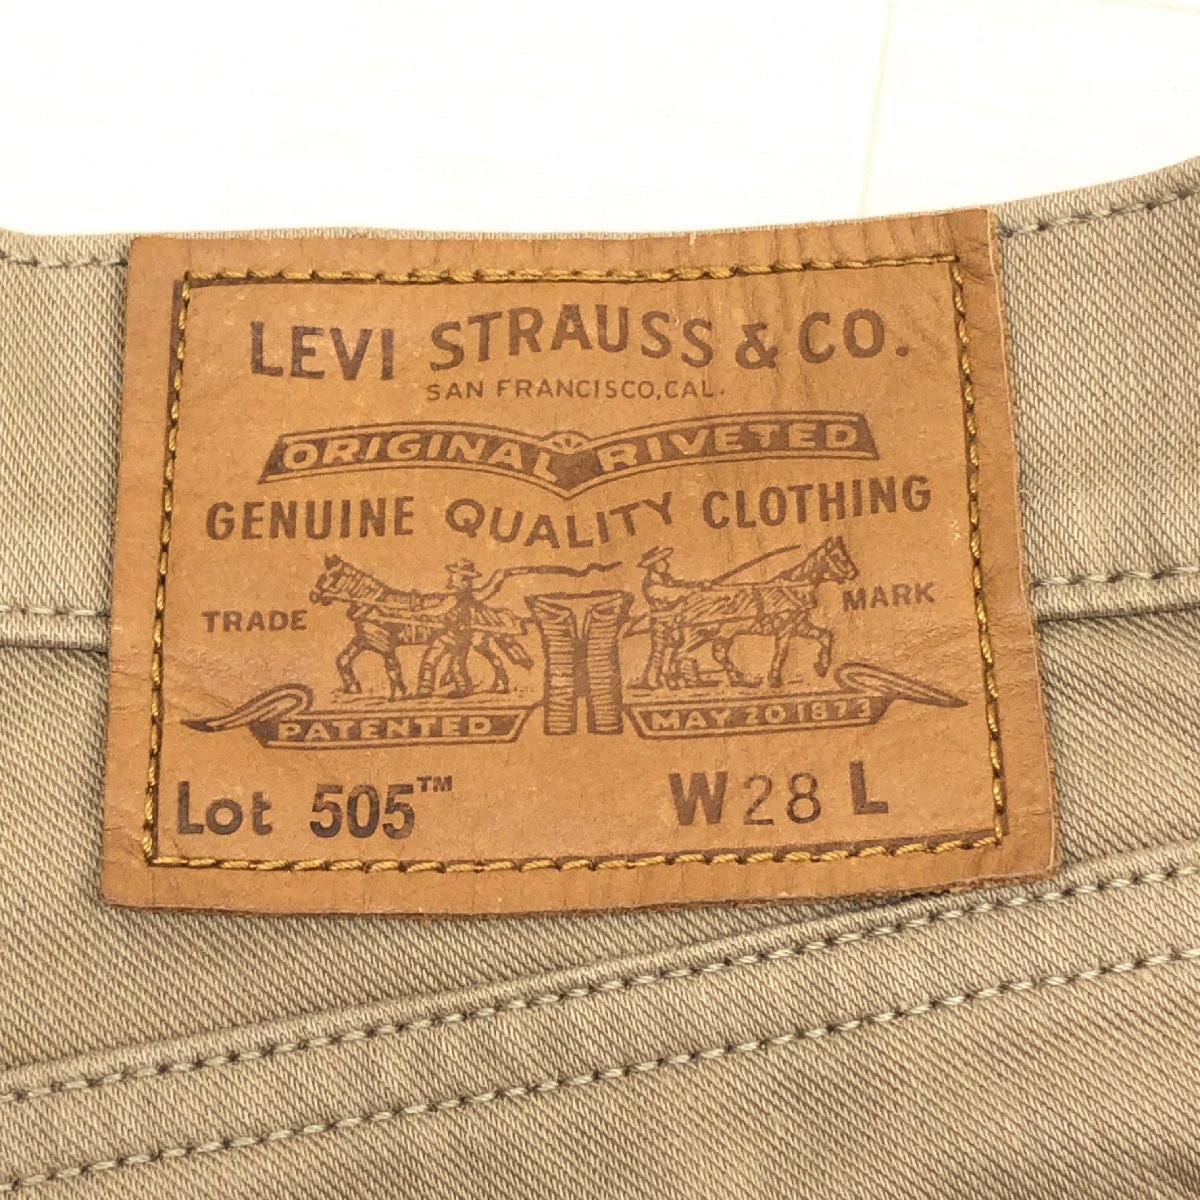 LEVI STRAUSS & CO.
SAN FRANCISCO, CAL.
ORIGINAL RIVETED
GENUINE QUALITY CLOTHING
TRADE MARK
PATENTED MAY 20 1873
Lot 505™ W 28 L